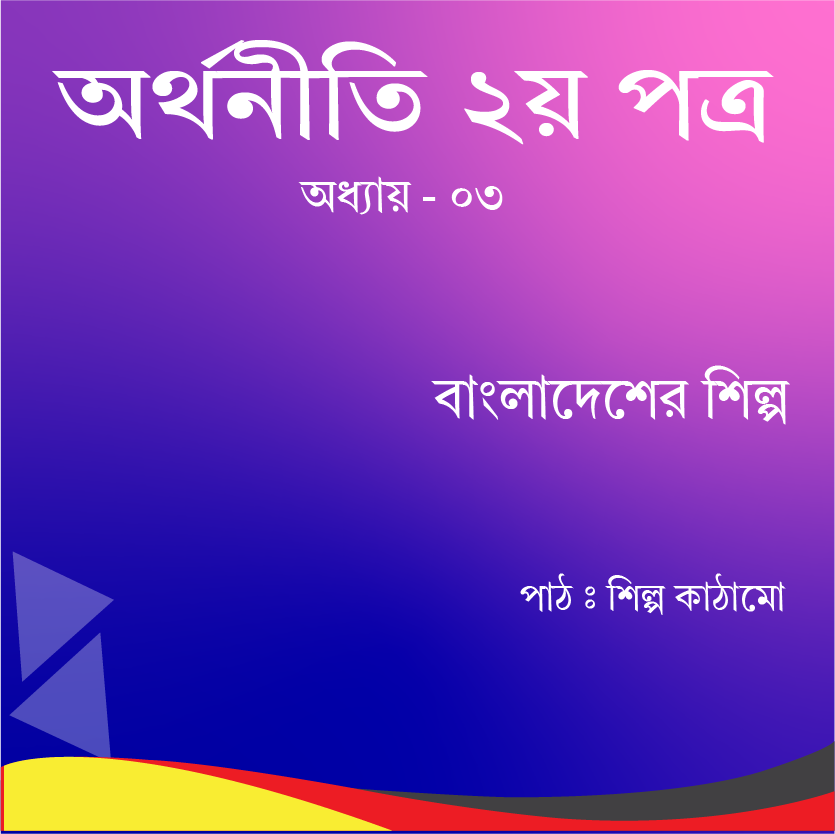 অর্থনীতি ২য় পত্র
অধ্যায় - ০৩
বাংলাদেশের শিল্প
পাঠ ঃ শিল্প কাঠামো